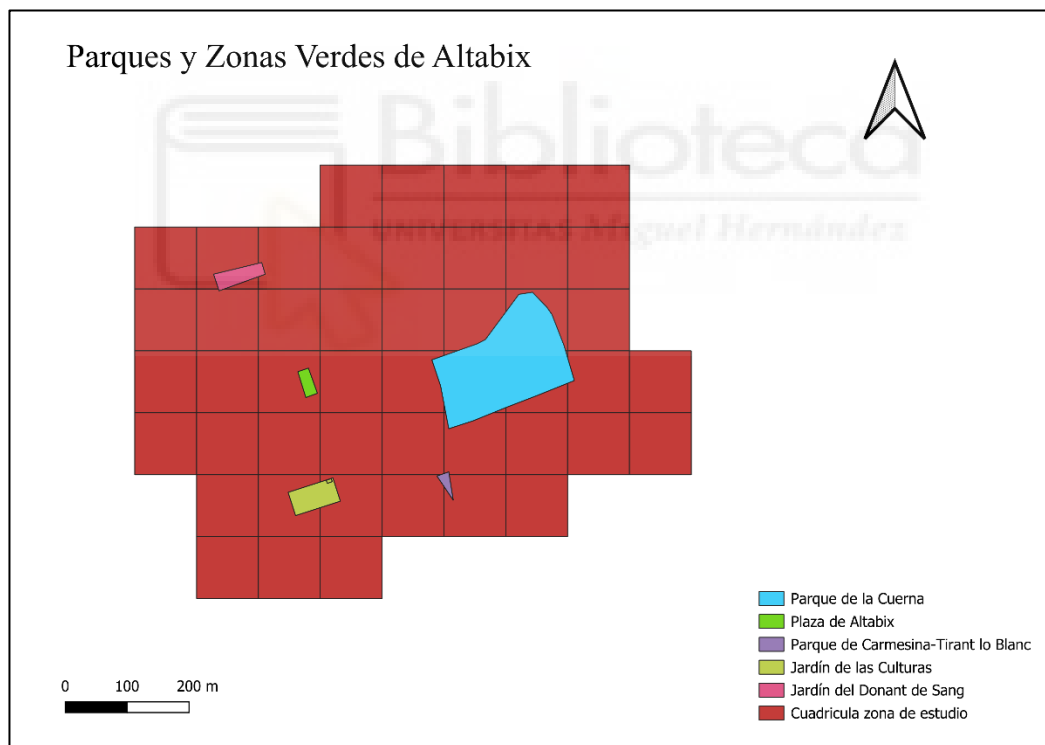 Parques y Zonas Verdes de Altabix
Biblioteca
UNIVERSITAS Miguel Hernández
Parque de la Cuerna
Plaza de Altabix
Parque de Carmesina-Tirant lo Blanc
Jardín de las Culturas
Jardín del Donant de Sang
Cuadricula zona de estudio
0 100 200 m